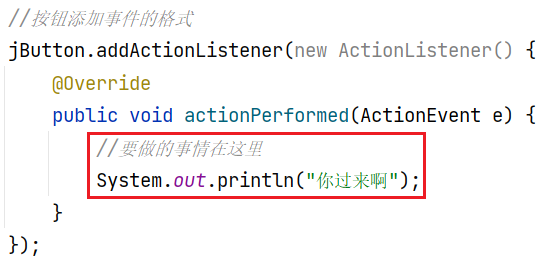 //按钮添加事件的格式
jButton.addActionListener(new ActionListener() {
@Override
public void actionPerformed(ActionEvent e) {
//要做的事情在这里
System.out.println("你过来啊");
}
});